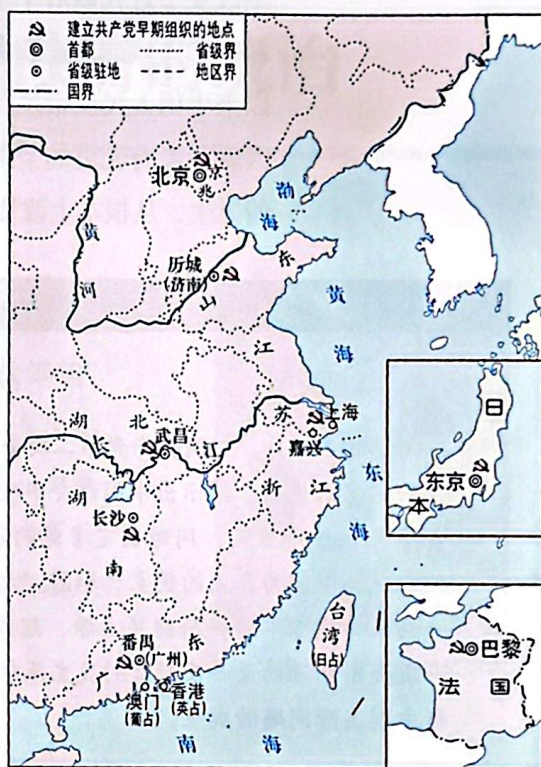 建立共产党早期组织的地点
首都 省级界
省级驻地 地区界
国界
北京
京兆
渤海
黄河
历城
(济南)
山东
黄海
江苏
上海
嘉兴
湖北
长江
武昌
浙江
东海
湖南
长沙
番禺
(广州)
东
澳门
(葡占)
香港
(英占)
台湾
(日占)
南海
日本
东京
巴黎
法国